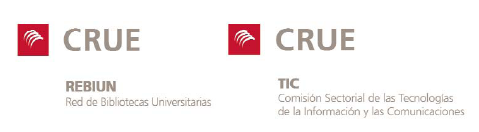 CRUE
REBIUN
Red de Bibliotecas Universitarias
CRUE
TIC
Comisión Sectorial de las Tecnologías
de la Información y las Comunicaciones